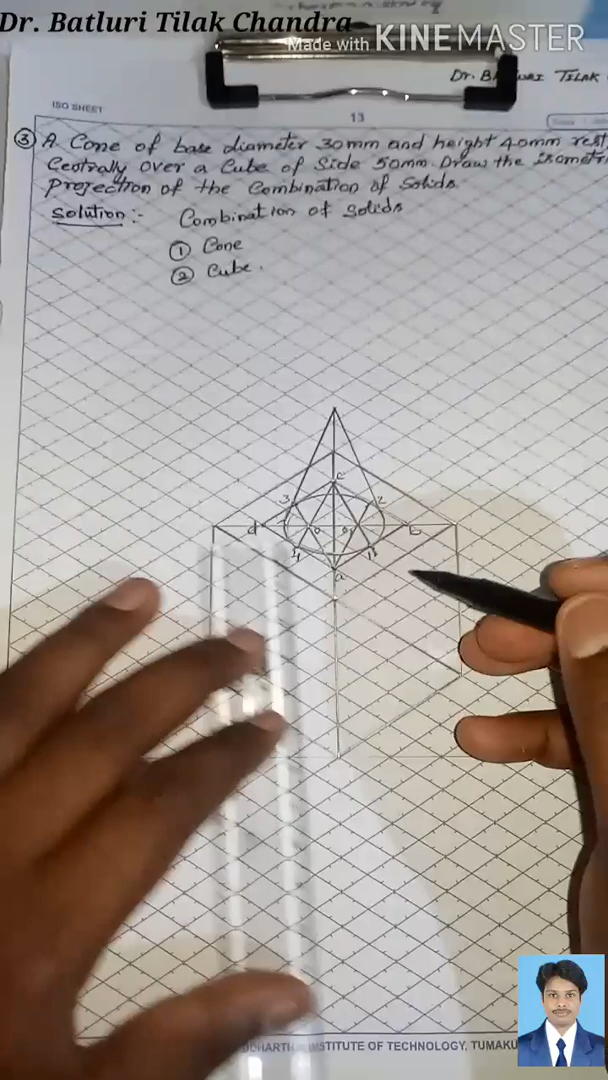 Dr. Batluri Tilak Chandra
Made with KINEMASTER
TILAK
ISO SHEET
13
③ A Cone of base diameter 30mm and height 40mm rest
Centrally over a Cube of Side 50mm. Draw the isometri
projection of the Combination of Solids.
Solution :- Combination of Solids
① Cone
② Cube.
c
3
2
d
o
b
4
a
INSTITUTE OF TECHNOLOGY, TUMAKU